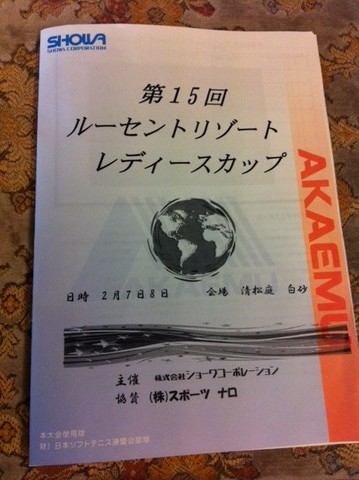 SHOWA
SHOWA CORPORATION
第15回
ルーセントリゾート
レディースカップ
AKAEMU
日時 2月7日8日 会場 清松庭 白砂
主催 株式会社ショーワコーポレーション
協賛 (株)スポーツ ナロ
本大会使用球
財)日本ソフトテニス連盟公認球